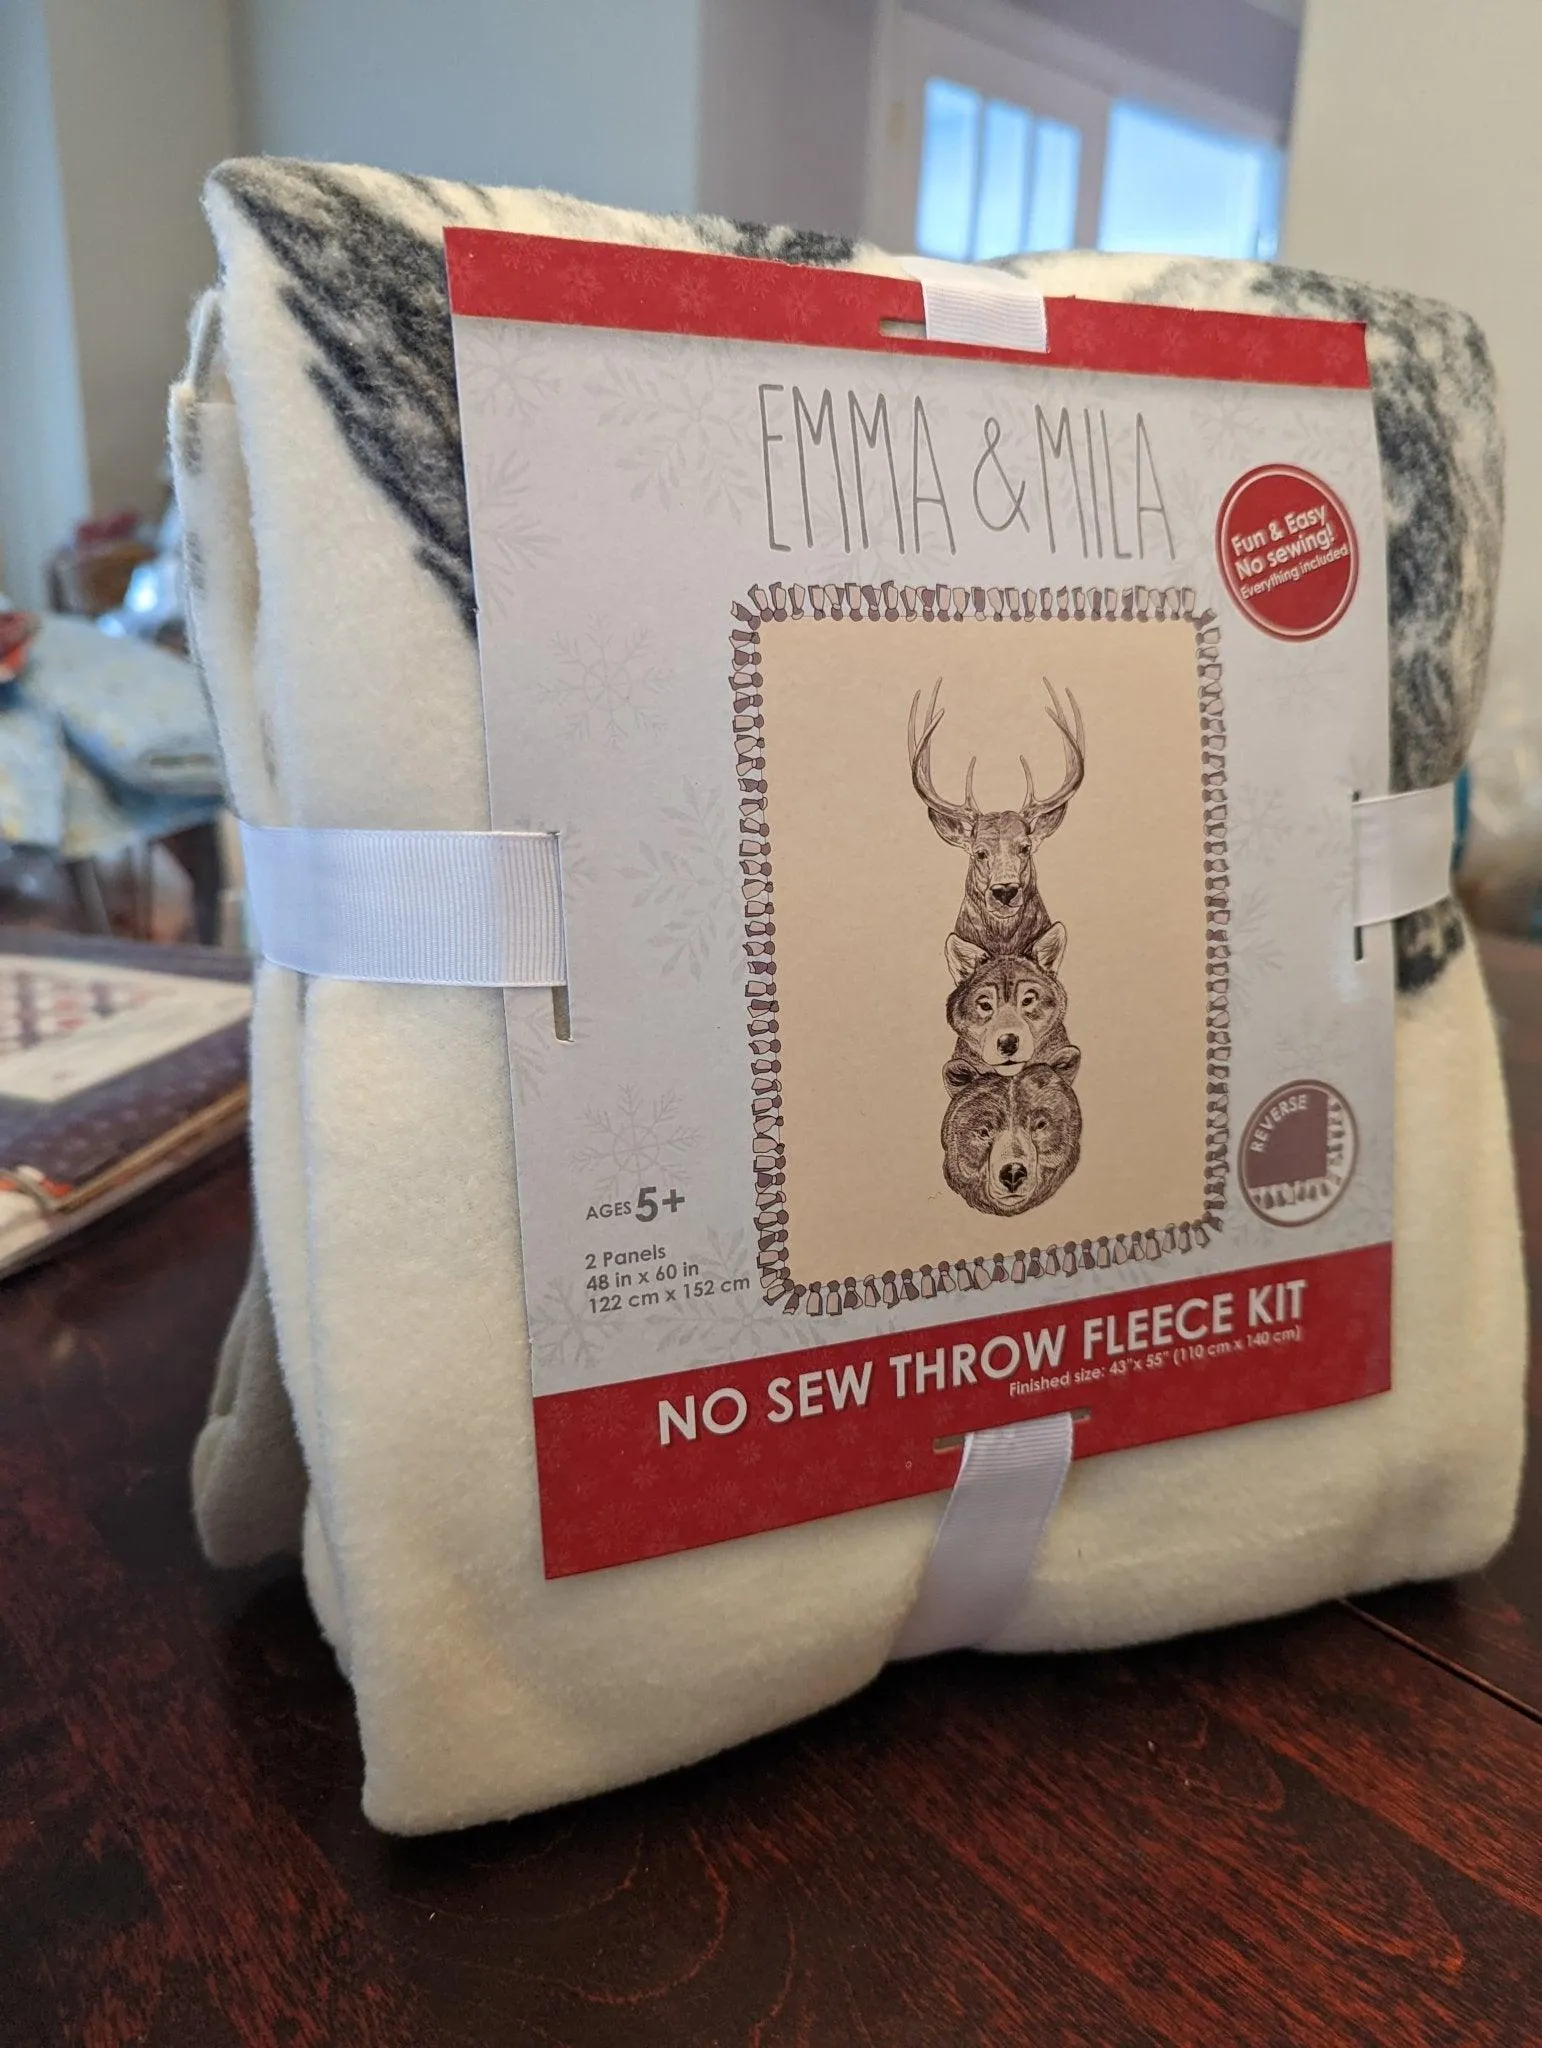 EMMA & MILA
Fun & Easy
No sewing!
Everything included
REVERSE
AGES 5+
2 Panels
48 in x 60 in
122 cm x 152 cm
NO SEW THROW FLEECE KIT
Finished size: 43"x 55" (110 cm x 140 cm)